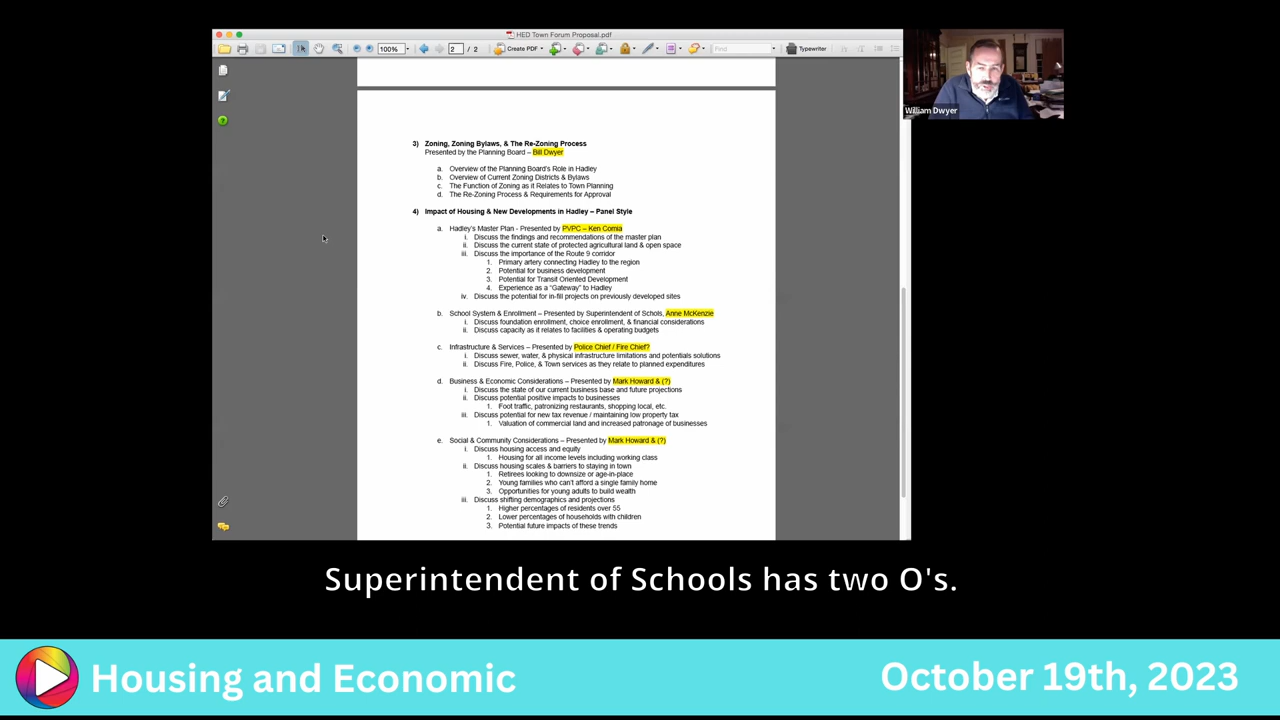 HED Town Forum Proposal.pdf
100%
2 / 2
Create PDF
Find
Typewriter
William Dwyer
3) Zoning, Zoning Bylaws, & The Re-Zoning Process
Presented by the Planning Board – Bill Dwyer
a. Overview of the Planning Board's Role in Hadley
b. Overview of Current Zoning Districts & Bylaws
c. The Function of Zoning as it Relates to Town Planning
d. The Re-Zoning Process & Requirements for Approval
4) Impact of Housing & New Developments in Hadley – Panel Style
a. Hadley's Master Plan - Presented by PVPC – Ken Comia
i. Discuss the findings and recommendations of the master plan
ii. Discuss the current state of protected agricultural land & open space
iii. Discuss the importance of the Route 9 corridor
1. Primary artery connecting Hadley to the region
2. Potential for business development
3. Potential for Transit Oriented Development
4. Experience as a "Gateway" to Hadley
iv. Discuss the potential for in-fill projects on previously developed sites
b. School System & Enrollment – Presented by Superintendent of Schols, Anne McKenzie
i. Discuss foundation enrollment, choice enrollment, & financial considerations
ii. Discuss capacity as it relates to facilities & operating budgets
c. Infrastructure & Services – Presented by Police Chief / Fire Chief?
i. Discuss sewer, water, & physical infrastructure limitations and potentials solutions
ii. Discuss Fire, Police, & Town services as they relate to planned expenditures
d. Business & Economic Considerations – Presented by Mark Howard & (?)
i. Discuss the state of our current business base and future projections
ii. Discuss potential positive impacts to businesses
1. Foot traffic, patronizing restaurants, shopping local, etc.
iii. Discuss potential for new tax revenue / maintaining low property tax
1. Valuation of commercial land and increased patronage of businesses
e. Social & Community Considerations – Presented by Mark Howard & (?)
i. Discuss housing access and equity
1. Housing for all income levels including working class
ii. Discuss housing scales & barriers to staying in town
1. Retirees looking to downsize or age-in-place
2. Young families who can't afford a single family home
3. Opportunities for young adults to build wealth
iii. Discuss shifting demographics and projections
1. Higher percentages of residents over 55
2. Lower percentages of households with children
3. Potential future impacts of these trends
Superintendent of Schools has two O's.
Housing and Economic
October 19th, 2023